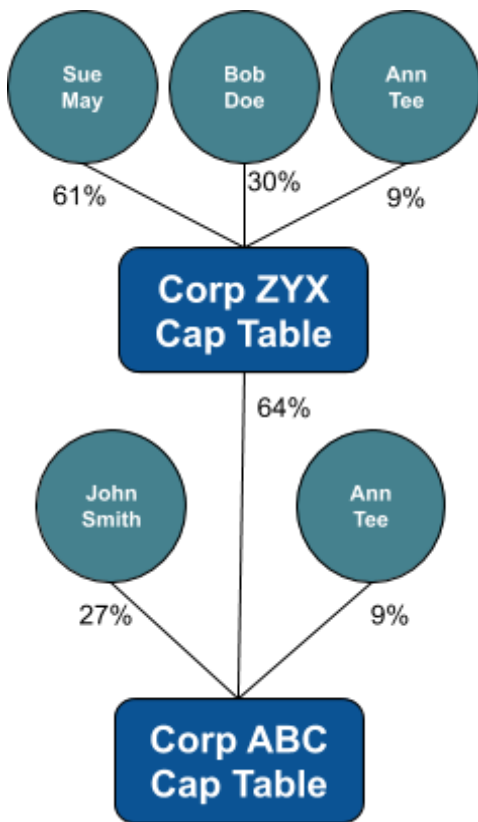 Sue
May
Bob
Doe
Ann
Tee
61%
30%
9%
Corp ZYX
Cap Table
64%
John
Smith
Ann
Tee
27%
9%
Corp ABC
Cap Table